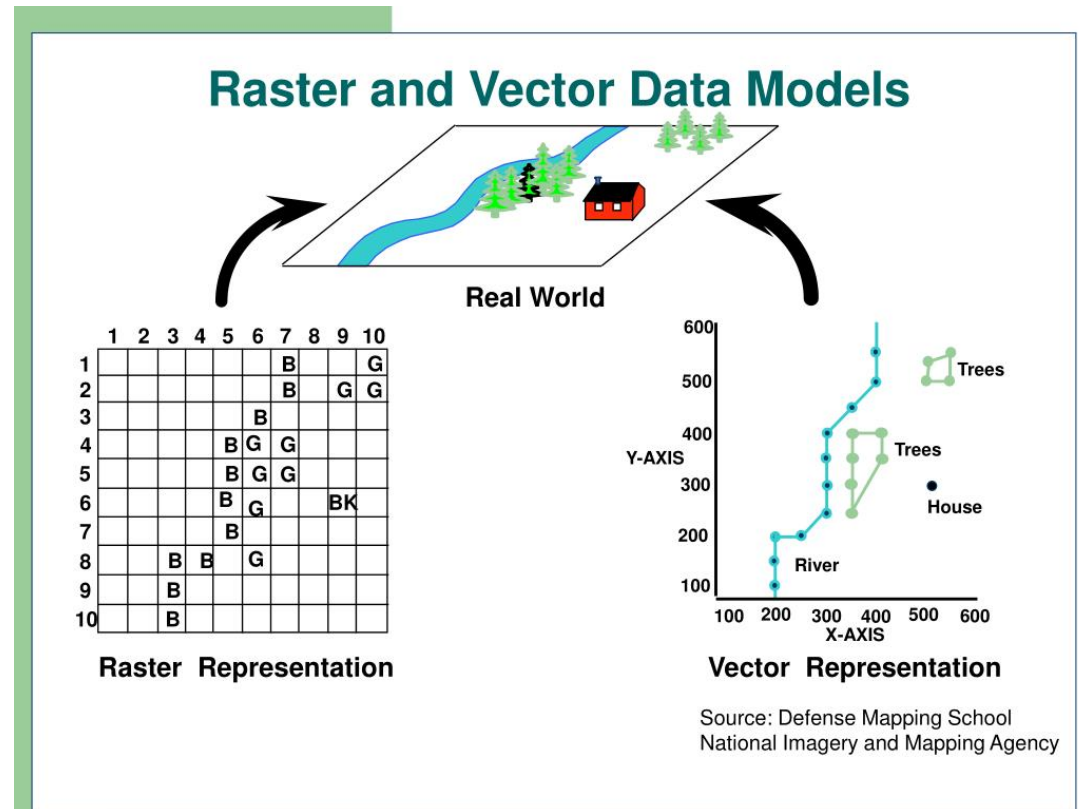 Raster and Vector Data Models
Real World
1 2 3 4 5 6 7 8 9 10
1 B G
2 B G G
3 B
4 B G G
5 B G G
6 B G BK
7 B
8 B B G
9 B
10 B
Raster Representation
600
500
400
300
200
100
Y-AXIS
Trees
Trees
House
River
100 200 300 400 500 600
X-AXIS
Vector Representation
Source: Defense Mapping School
National Imagery and Mapping Agency